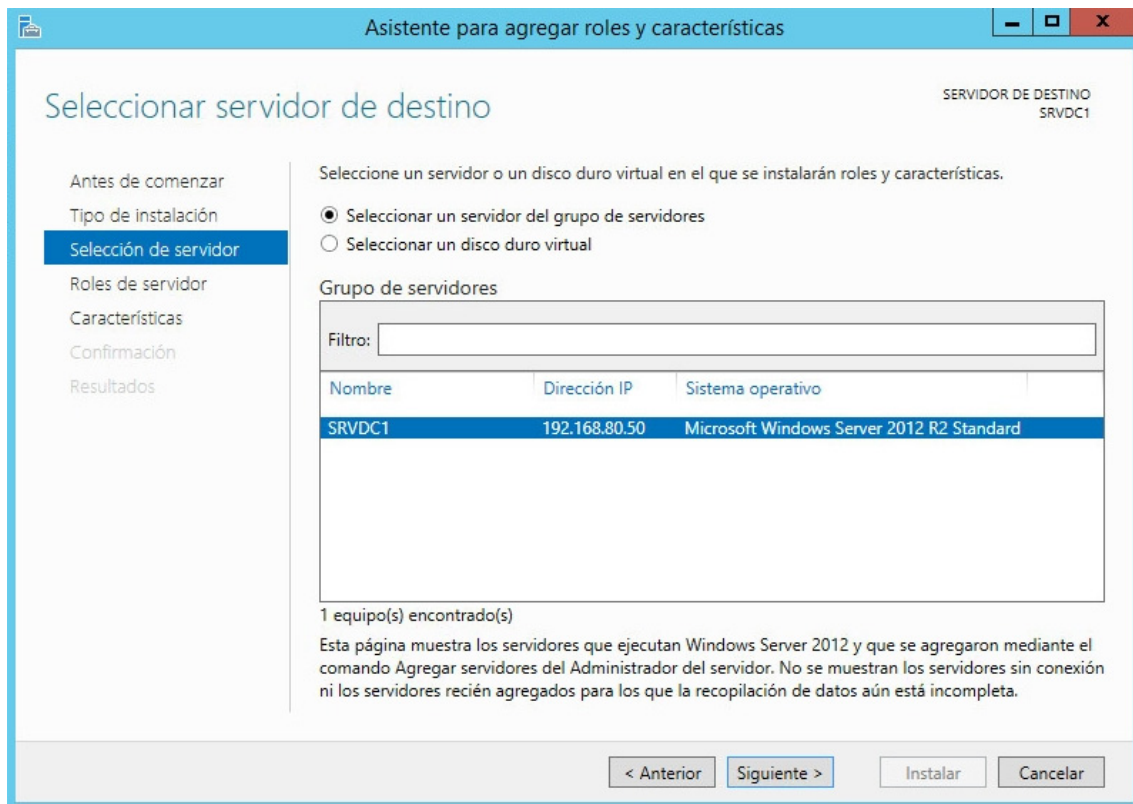 Asistente para agregar roles y características
Seleccionar servidor de destino
SERVIDOR DE DESTINO
SRVDC1
Antes de comenzar
Tipo de instalación
Selección de servidor
Roles de servidor
Características
Confirmación
Resultados
Seleccione un servidor o un disco duro virtual en el que se instalarán roles y características.
Seleccionar un servidor del grupo de servidores
Seleccionar un disco duro virtual
Grupo de servidores
Filtro:
Nombre Dirección IP Sistema operativo
SRVDC1 192.168.80.50 Microsoft Windows Server 2012 R2 Standard
1 equipo(s) encontrado(s)
Esta página muestra los servidores que ejecutan Windows Server 2012 y que se agregaron mediante el
comando Agregar servidores del Administrador del servidor. No se muestran los servidores sin conexión
ni los servidores recién agregados para los que la recopilación de datos aún está incompleta.
< Anterior Siguiente > Instalar Cancelar